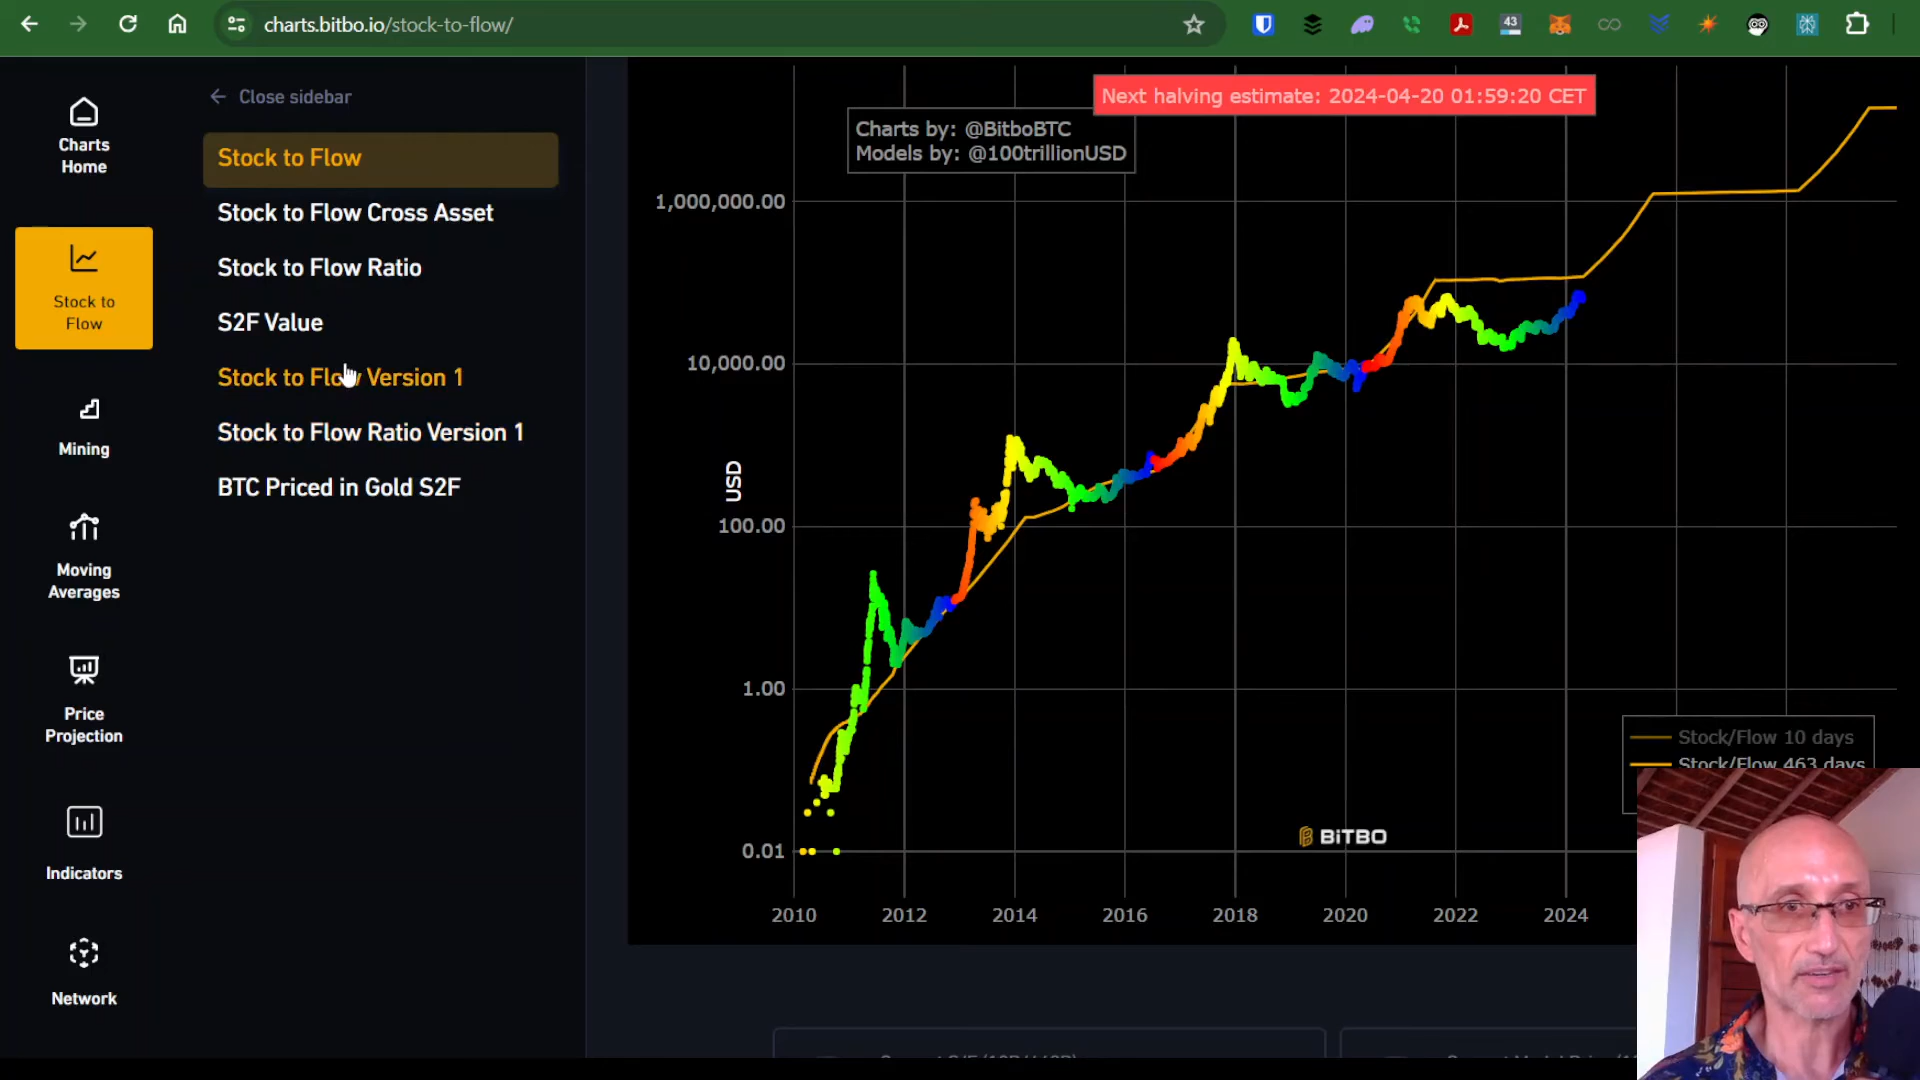 charts.bitbo.io/stock-to-flow/
43
Charts
Home
Stock to
Flow
Mining
Moving
Averages
Price
Projection
Indicators
Network
Close sidebar
Stock to Flow
Stock to Flow Cross Asset
Stock to Flow Ratio
S2F Value
Stock to Flow Version 1
Stock to Flow Ratio Version 1
BTC Priced in Gold S2F
Next halving estimate: 2024-04-20 01:59:20 CET
Charts by: @BitboBTC
Models by: @100trillionUSD
1,000,000.00
10,000.00
100.00
1.00
0.01
USD
2010
2012
2014
2016
2018
2020
2022
2024
Stock/Flow 10 days
Stock/Flow 463 days
BiTBO